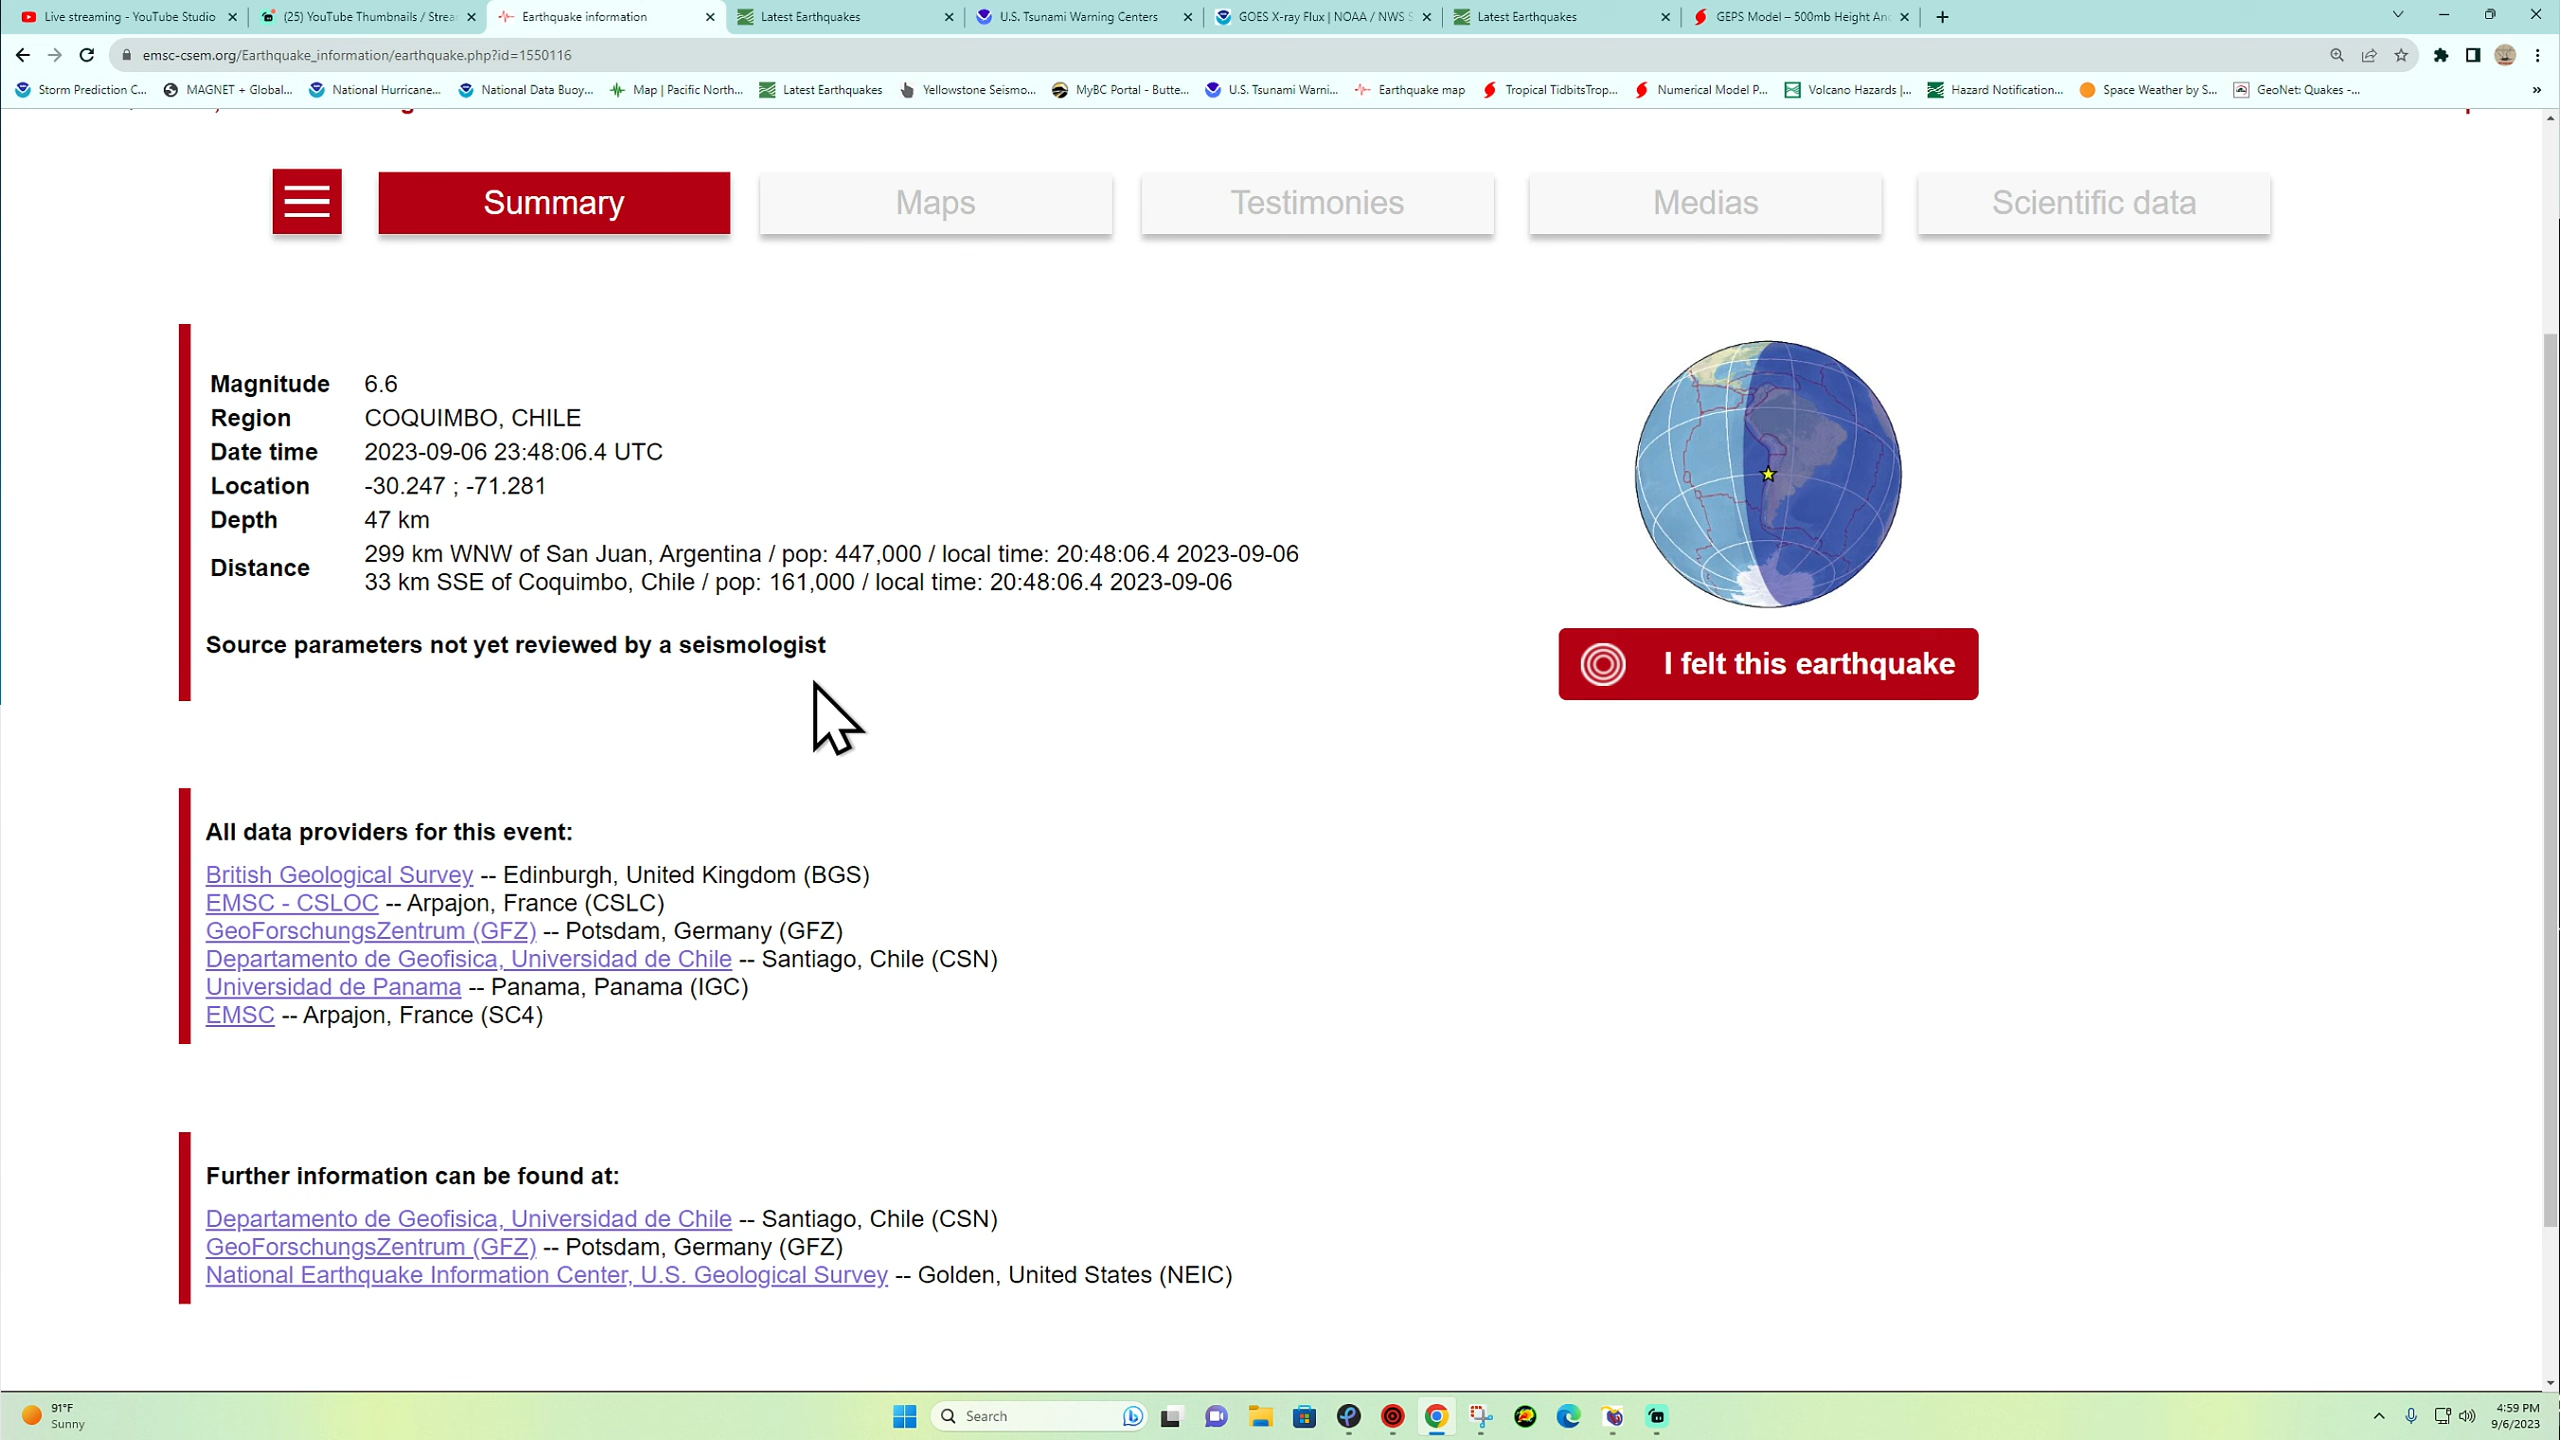 Live streaming - YouTube Studio
(25) YouTube Thumbnails / Strea
Earthquake information
Latest Earthquakes
U.S. Tsunami Warning Centers
GOES X-ray Flux | NOAA / NWS S
Latest Earthquakes
GEPS Model – 500mb Height An
emsc-csem.org/Earthquake_information/earthquake.php?id=1550116
Storm Prediction C...
MAGNET + Global...
National Hurricane...
National Data Buoy...
Map | Pacific North...
Latest Earthquakes
Yellowstone Seismo...
MyBC Portal - Butte...
U.S. Tsunami Warni...
Earthquake map
Tropical TidbitsTrop...
Numerical Model P...
Volcano Hazards |...
Hazard Notification...
Space Weather by S...
GeoNet: Quakes -...
»
Summary
Maps
Testimonies
Medias
Scientific data
Magnitude 6.6
Region COQUIMBO, CHILE
Date time 2023-09-06 23:48:06.4 UTC
Location -30.247 ; -71.281
Depth 47 km
Distance 299 km WNW of San Juan, Argentina / pop: 447,000 / local time: 20:48:06.4 2023-09-06
33 km SSE of Coquimbo, Chile / pop: 161,000 / local time: 20:48:06.4 2023-09-06
Source parameters not yet reviewed by a seismologist
I felt this earthquake
All data providers for this event:
British Geological Survey -- Edinburgh, United Kingdom (BGS)
EMSC - CSLOC -- Arpajon, France (CSLC)
GeoForschungsZentrum (GFZ) -- Potsdam, Germany (GFZ)
Departamento de Geofisica, Universidad de Chile -- Santiago, Chile (CSN)
Universidad de Panama -- Panama, Panama (IGC)
EMSC -- Arpajon, France (SC4)
Further information can be found at:
Departamento de Geofisica, Universidad de Chile -- Santiago, Chile (CSN)
GeoForschungsZentrum (GFZ) -- Potsdam, Germany (GFZ)
National Earthquake Information Center, U.S. Geological Survey -- Golden, United States (NEIC)
91°F
Sunny
Search
4:59 PM
9/6/2023